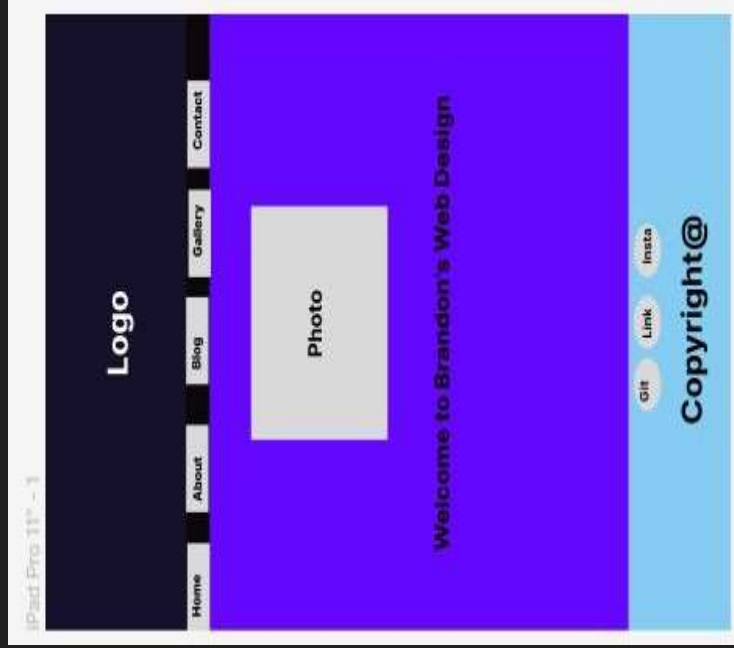 iPad Pro 11" - 1
Logo
Home About Blog Gallery Contact
Photo
Welcome to Brandon's Web Design
Git Link Insta
Copyright@